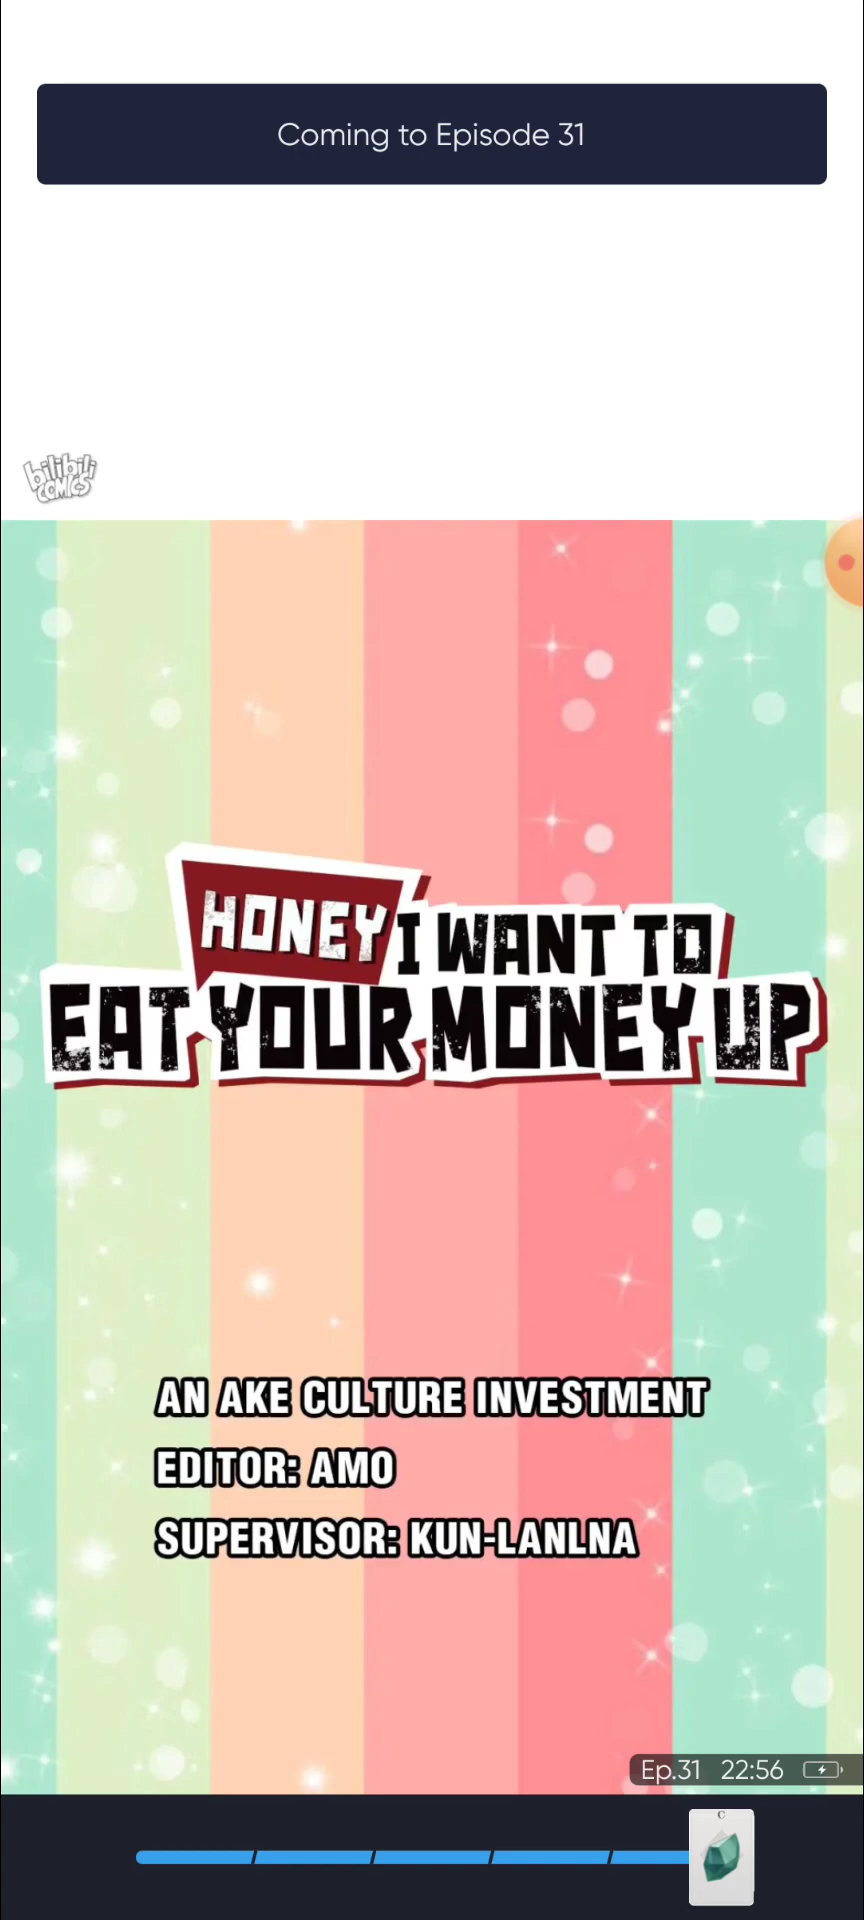 Coming to Episode 31
bilibili
COMICS
HONEY I WANT TO
EAT YOUR MONEY UP
AN AKE CULTURE INVESTMENT
EDITOR: AMO
SUPERVISOR: KUN-LANLNA
Ep.31 22:56
C